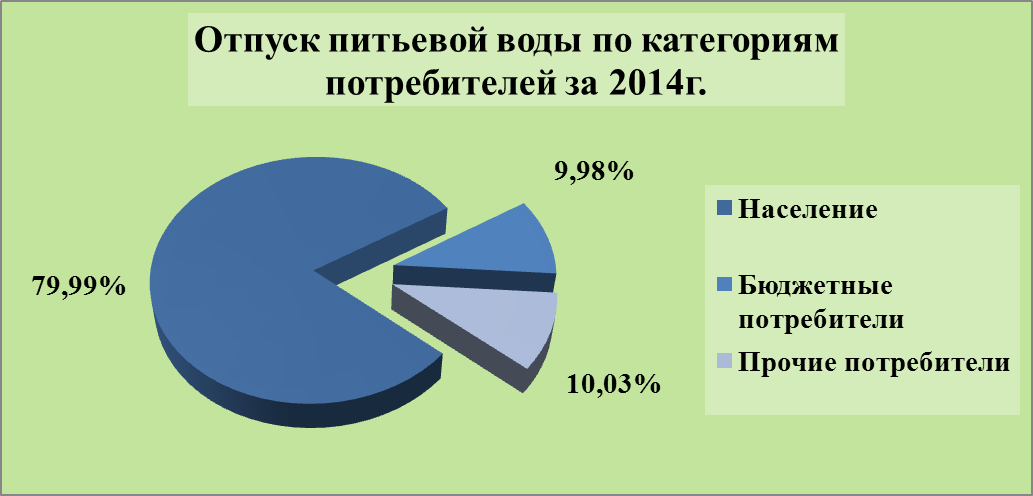 Отпуск питьевой воды по категориям
потребителей за 2014г.
9,98%
79,99%
10,03%
Население
Бюджетные
потребители
Прочие потребители